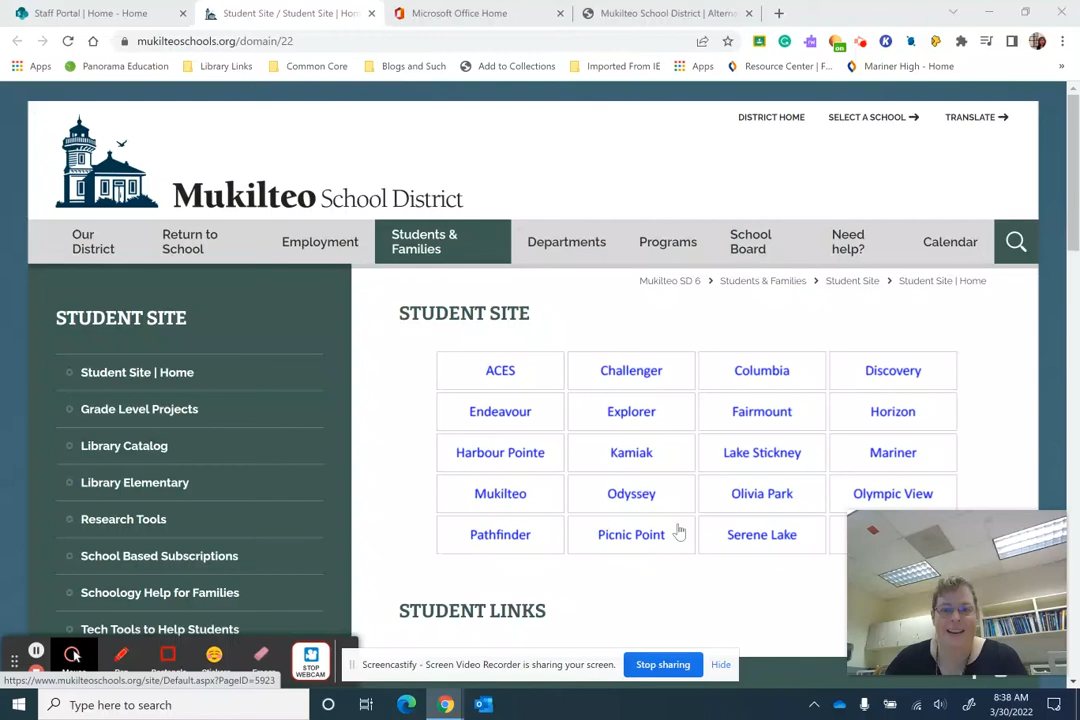 Staff Portal | Home - Home
Student Site / Student Site | Hom
Microsoft Office Home
Mukilteo School District | Alterna
mukilteoschools.org/domain/22
Apps
Panorama Education
Library Links
Common Core
Blogs and Such
Add to Collections
Imported From IE
Apps
Resource Center | F...
Mariner High - Home
»
DISTRICT HOME
SELECT A SCHOOL
TRANSLATE
Mukilteo School District
Our District
Return to School
Employment
Students & Families
Departments
Programs
School Board
Need help?
Calendar
Mukilteo SD 6 > Students & Families > Student Site > Student Site | Home
STUDENT SITE
Student Site | Home
Grade Level Projects
Library Catalog
Library Elementary
Research Tools
School Based Subscriptions
Schoology Help for Families
Tech Tools to Help Students
STUDENT SITE
ACES Challenger Columbia Discovery
Endeavour Explorer Fairmount Horizon
Harbour Pointe Kamiak Lake Stickney Mariner
Mukilteo Odyssey Olivia Park Olympic View
Pathfinder Picnic Point Serene Lake
STUDENT LINKS
STOP
WEBCAM
Screencastify - Screen Video Recorder is sharing your screen.
Stop sharing
Hide
https://www.mukilteoschools.org/site/Default.aspx?PageID=5923
Type here to search
8:38 AM
3/30/2022